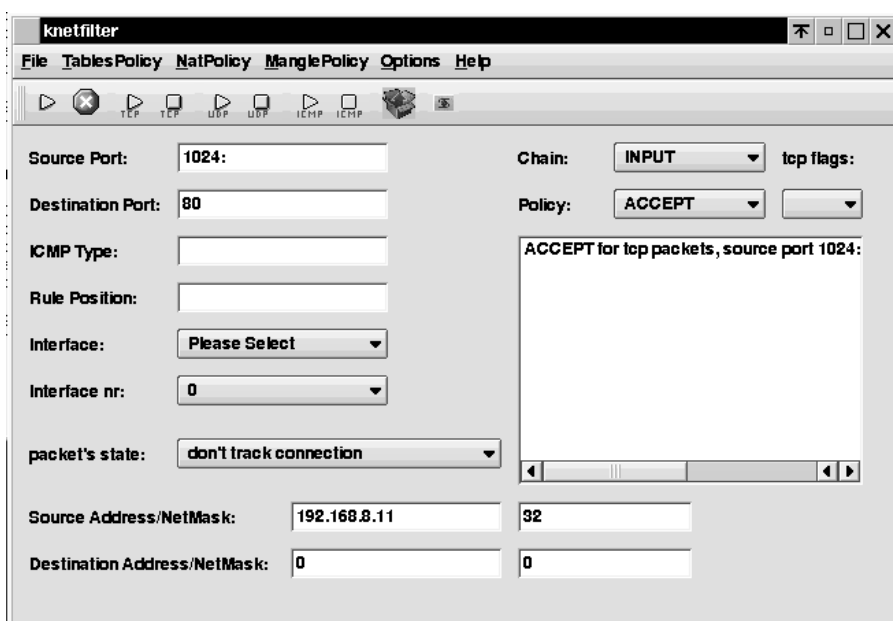 knetfilter
File TablesPolicy NatPolicy ManglePolicy Options Help
TCP TCP UDP UDP ICMP ICMP
Source Port: 1024: Chain: INPUT tcp flags:
Destination Port: 80 Policy: ACCEPT
ICMP Type:
ACCEPT for tcp packets, source port 1024:
Rule Position:
Interface: Please Select
Interface nr: 0
packet's state: don't track connection
Source Address/NetMask: 192.168.8.11 32
Destination Address/NetMask: 0 0